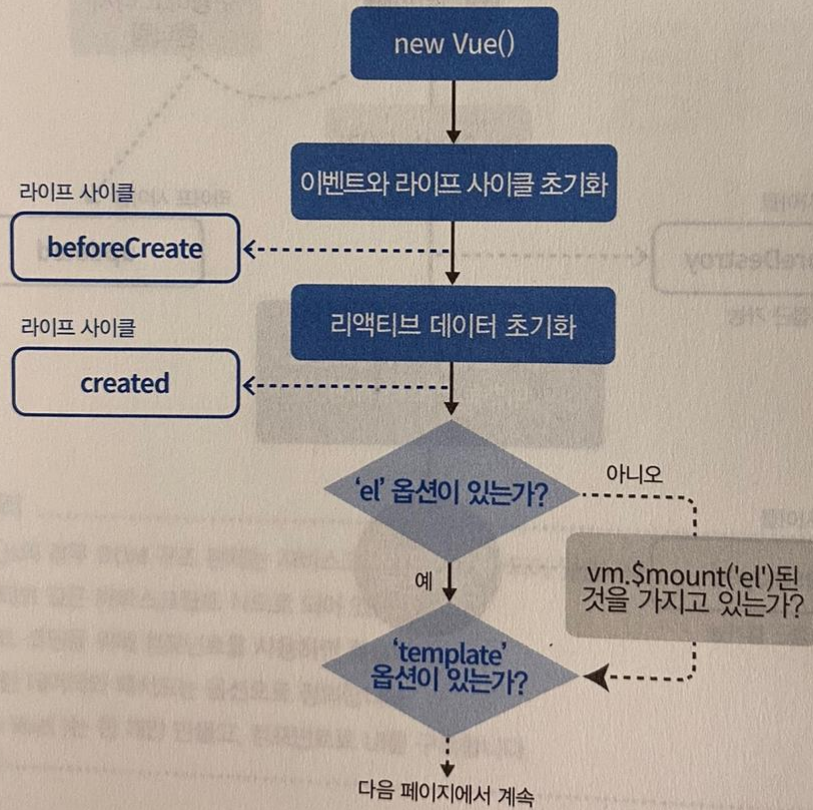 new Vue()
이벤트와 라이프 사이클 초기화
라이프 사이클
beforeCreate
리액티브 데이터 초기화
라이프 사이클
created
'el' 옵션이 있는가?
아니오
예
vm.$mount('el')된
것을 가지고 있는가?
'template'
옵션이 있는가?
다음 페이지에서 계속